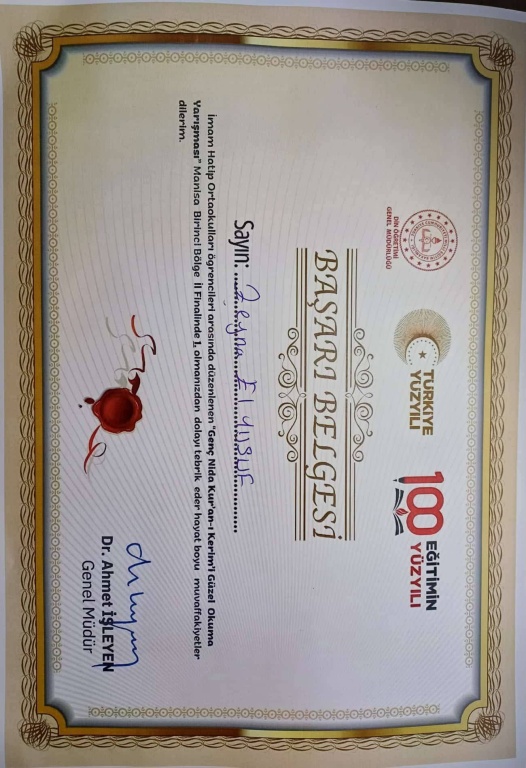 DİN ÖĞRETİMİ
GENEL MÜDÜRLÜĞÜ
TÜRKİYE
YÜZYILI
100
EĞİTİMİN
YÜZYILI
BAŞARI BELGESİ
Sayın: Zeyna Elyusuf
İmam Hatip Ortaokulları öğrencileri arasında düzenlenen "Genç Nida Kur'an-ı Kerim'i Güzel Okuma
Yarışması" Manisa Birinci Bölge İl Finalinde 1. olmanızdan dolayı tebrik eder hayat boyu muvaffakiyetler
dilerim.
Dr. Ahmet İŞLEYEN
Genel Müdür